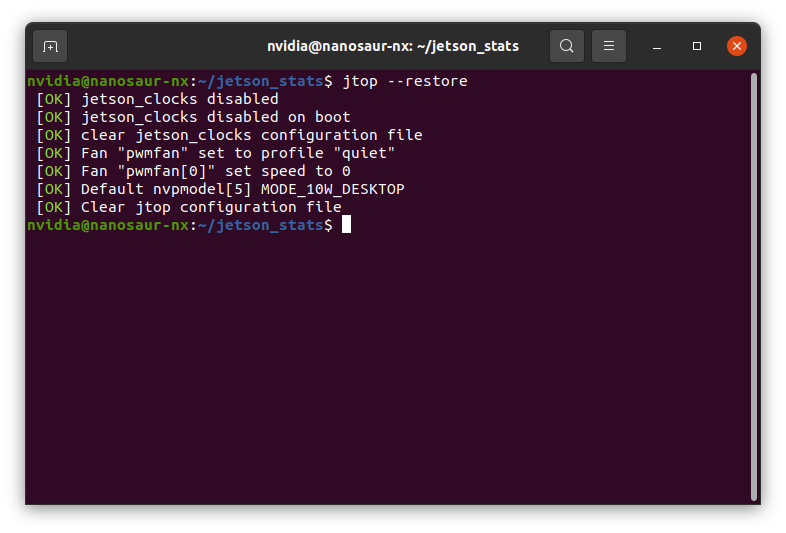 nvidia@nanosaur-nx: ~/jetson_stats
nvidia@nanosaur-nx:~/jetson_stats$ jtop --restore
[OK] jetson_clocks disabled
[OK] jetson_clocks disabled on boot
[OK] clear jetson_clocks configuration file
[OK] Fan "pwmfan" set to profile "quiet"
[OK] Fan "pwmfan[0]" set speed to 0
[OK] Default nvpmodel[5] MODE_10W_DESKTOP
[OK] Clear jtop configuration file
nvidia@nanosaur-nx:~/jetson_stats$